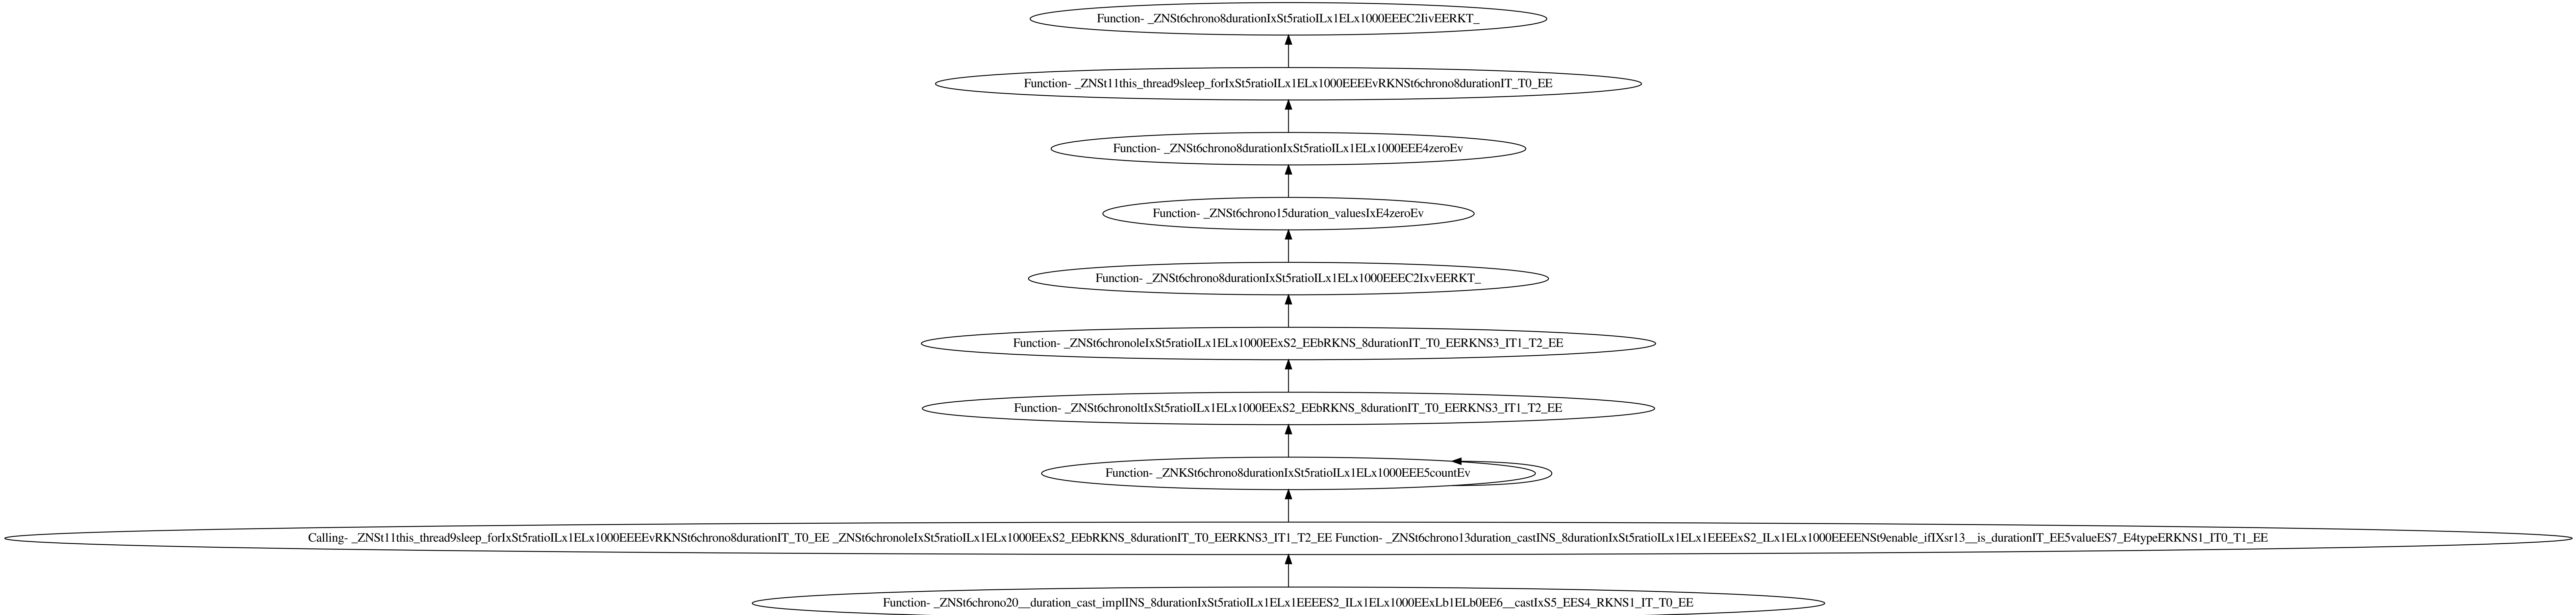 Function- _ZNSt6chrono8durationIxSt5ratioILx1ELx1000EEEC2IivEERKT_
Function- _ZNSt11this_thread9sleep_forIxSt5ratioILx1ELx1000EEEEvRKNSt6chrono8durationIT_T0_EE
Function- _ZNSt6chrono8durationIxSt5ratioILx1ELx1000EEE4zeroEv
Function- _ZNSt6chrono15duration_valuesIxE4zeroEv
Function- _ZNSt6chrono8durationIxSt5ratioILx1ELx1000EEEC2IxvEERKT_
Function- _ZNSt6chronoleIxSt5ratioILx1ELx1000EExS2_EEbRKNS_8durationIT_T0_EERKNS3_IT1_T2_EE
Function- _ZNSt6chronoltIxSt5ratioILx1ELx1000EExS2_EEbRKNS_8durationIT_T0_EERKNS3_IT1_T2_EE
Function- _ZNKSt6chrono8durationIxSt5ratioILx1ELx1000EEE5countEv
Calling- _ZNSt11this_thread9sleep_forIxSt5ratioILx1ELx1000EEEEvRKNSt6chrono8durationIT_T0_EE _ZNSt6chronoleIxSt5ratioILx1ELx1000EExS2_EEbRKNS_8durationIT_T0_EERKNS3_IT1_T2_EE Function- _ZNSt6chrono13duration_castINS_8durationIxSt5ratioILx1ELx1EEEExS2_ILx1ELx1000EEEENSt9enable_ifIXsr13__is_durationIT_EE5valueES7_E4typeERKNS1_IT0_T1_EE
Function- _ZNSt6chrono20__duration_cast_implINS_8durationIxSt5ratioILx1ELx1EEEES2_ILx1ELx1000EExLb1ELb0EE6__castIxS5_EES4_RKNS1_IT_T0_EE